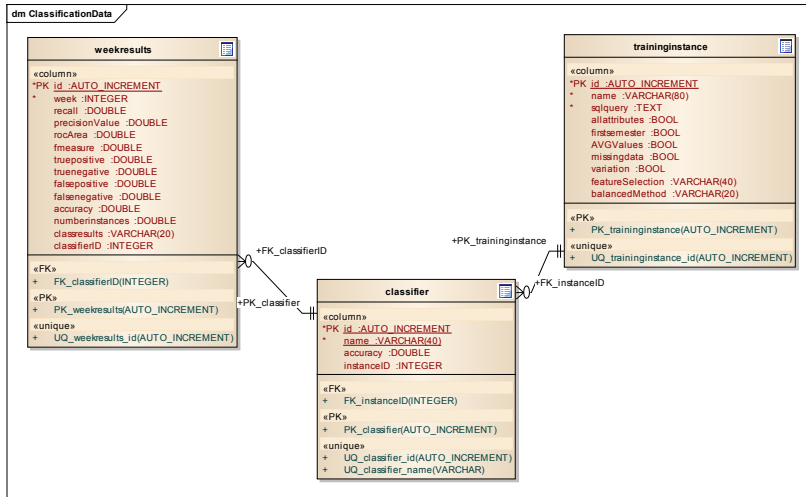 dm ClassificationData
weekresults
«column»
*PK id :AUTO_INCREMENT
* week :INTEGER
recall :DOUBLE
precisionValue :DOUBLE
rocArea :DOUBLE
fmeasure :DOUBLE
truepositive :DOUBLE
truenegative :DOUBLE
falsepositive :DOUBLE
falsenegative :DOUBLE
accuracy :DOUBLE
numberinstances :DOUBLE
classresults :VARCHAR(20)
classifierID :INTEGER
«FK»
+ FK_classifierID(INTEGER)
«PK»
+ PK_weekresults(AUTO_INCREMENT)
«unique»
+ UQ_weekresults_id(AUTO_INCREMENT)
+FK_classifierID
+PK_classifier
classifier
«column»
*PK id :AUTO_INCREMENT
* name :VARCHAR(40)
accuracy :DOUBLE
instanceID :INTEGER
«FK»
+ FK_instanceID(INTEGER)
«PK»
+ PK_classifier(AUTO_INCREMENT)
«unique»
+ UQ_classifier_id(AUTO_INCREMENT)
+ UQ_classifier_name(VARCHAR)
+PK_traininginstance
+FK_instanceID
traininginstance
«column»
*PK id :AUTO_INCREMENT
* name :VARCHAR(80)
* sqlquery :TEXT
allattributes :BOOL
firstsemester :BOOL
AVGValues :BOOL
missingdata :BOOL
variation :BOOL
featureSelection :VARCHAR(40)
balancedMethod :VARCHAR(20)
«PK»
+ PK_traininginstance(AUTO_INCREMENT)
«unique»
+ UQ_traininginstance_id(AUTO_INCREMENT)